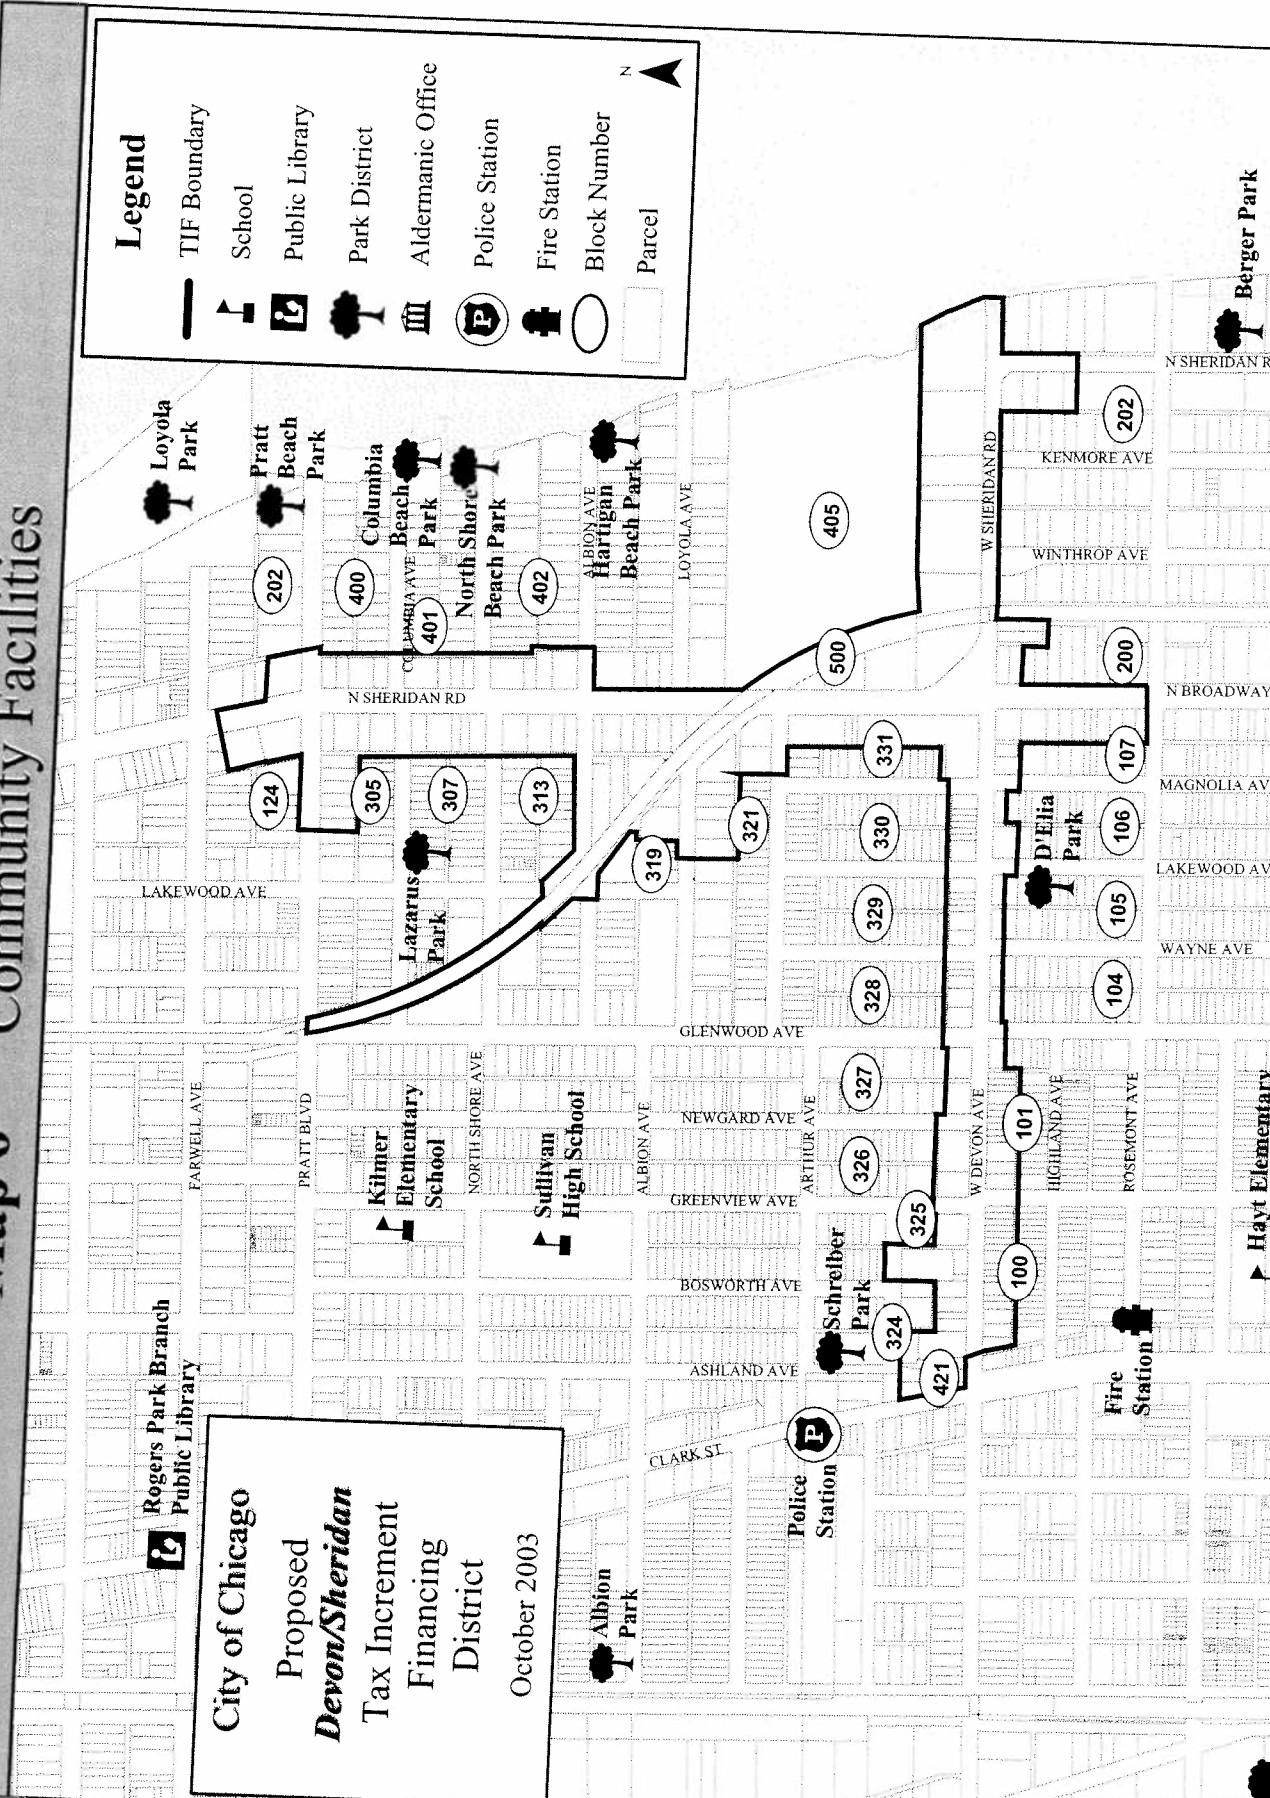 Community Facilities
Legend
TIF Boundary
School
Public Library
Park District
Aldermanic Office
Police Station
Fire Station
Block Number
Parcel
N
City of Chicago
Proposed
Devon/Sheridan
Tax Increment
Financing
District
October 2003
Rogers Park Branch
Public Library
Loyola
Park
Pratt
Beach
Park
Columbia
Beach
Park
North Shore
Beach Park
Hartigan
Beach Park
Berger Park
Lazarus
Park
Kilmer
Elementary
School
Sullivan
High School
Schreiber
Park
D'Elia
Park
Albion
Park
Police
Station
Fire
Station
Hayt Elementary
FARWELL AVE
PRATT BLVD
NORTH SHORE AVE
ALBION AVE
ARTHUR AVE
W DEVON AVE
HIGHLAND AVE
ROSEMONT AVE
LAKEWOOD AVE
GLENWOOD AVE
NEWGARD AVE
GREENVIEW AVE
BOSWORTH AVE
ASHLAND AVE
CLARK ST
N SHERIDAN RD
COLUMBIA AVE
ALBION AVE
LOYOLA AVE
W SHERIDAN RD
KENMORE AVE
WINTHROP AVE
N SHERIDAN R
N BROADWAY
MAGNOLIA AV
LAKEWOOD AV
WAYNE AVE
202
400
401
402
405
500
124
305
307
313
319
321
331
330
329
328
327
326
325
324
421
202
200
107
106
105
104
101
100